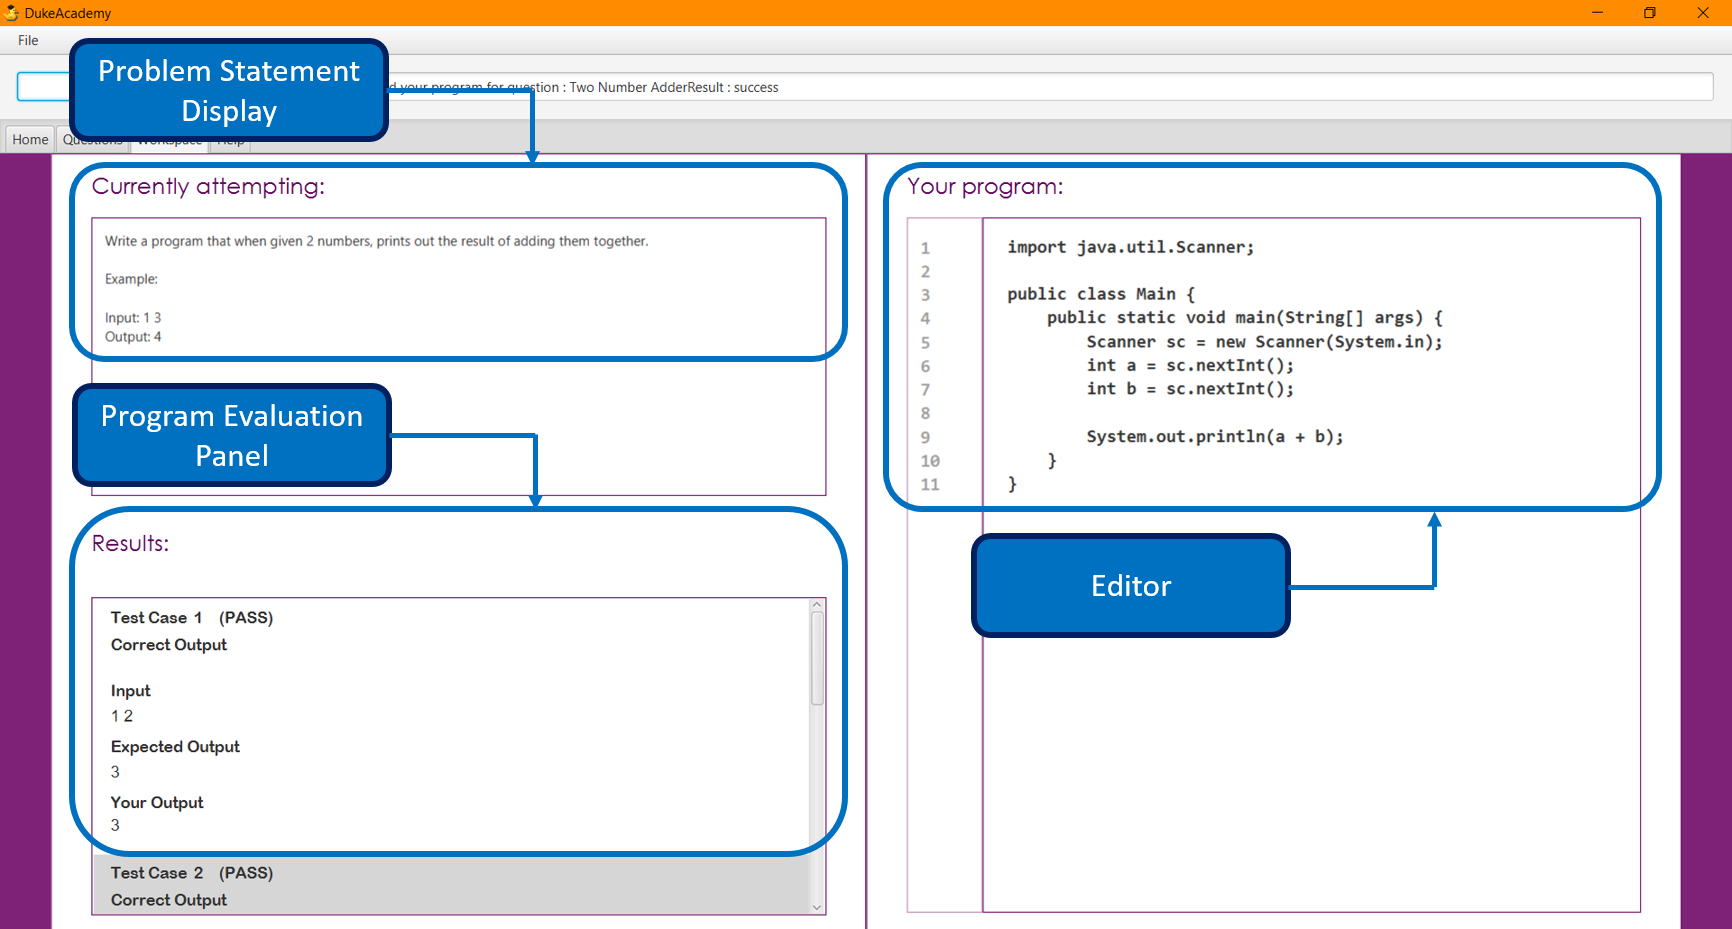 DukeAcademy
File
Problem Statement
Display
your program for question : Two Number AdderResult : success
Home
Questions
Workspace
Help
Currently attempting:
Write a program that when given 2 numbers, prints out the result of adding them together.
Example:
Input: 1 3
Output: 4
Program Evaluation
Panel
Results:
Test Case 1 (PASS)
Correct Output
Input
1 2
Expected Output
3
Your Output
3
Test Case 2 (PASS)
Correct Output
Your program:
1 import java.util.Scanner;
2
3 public class Main {
4 public static void main(String[] args) {
5 Scanner sc = new Scanner(System.in);
6 int a = sc.nextInt();
7 int b = sc.nextInt();
8
9 System.out.println(a + b);
10 }
11 }
Editor